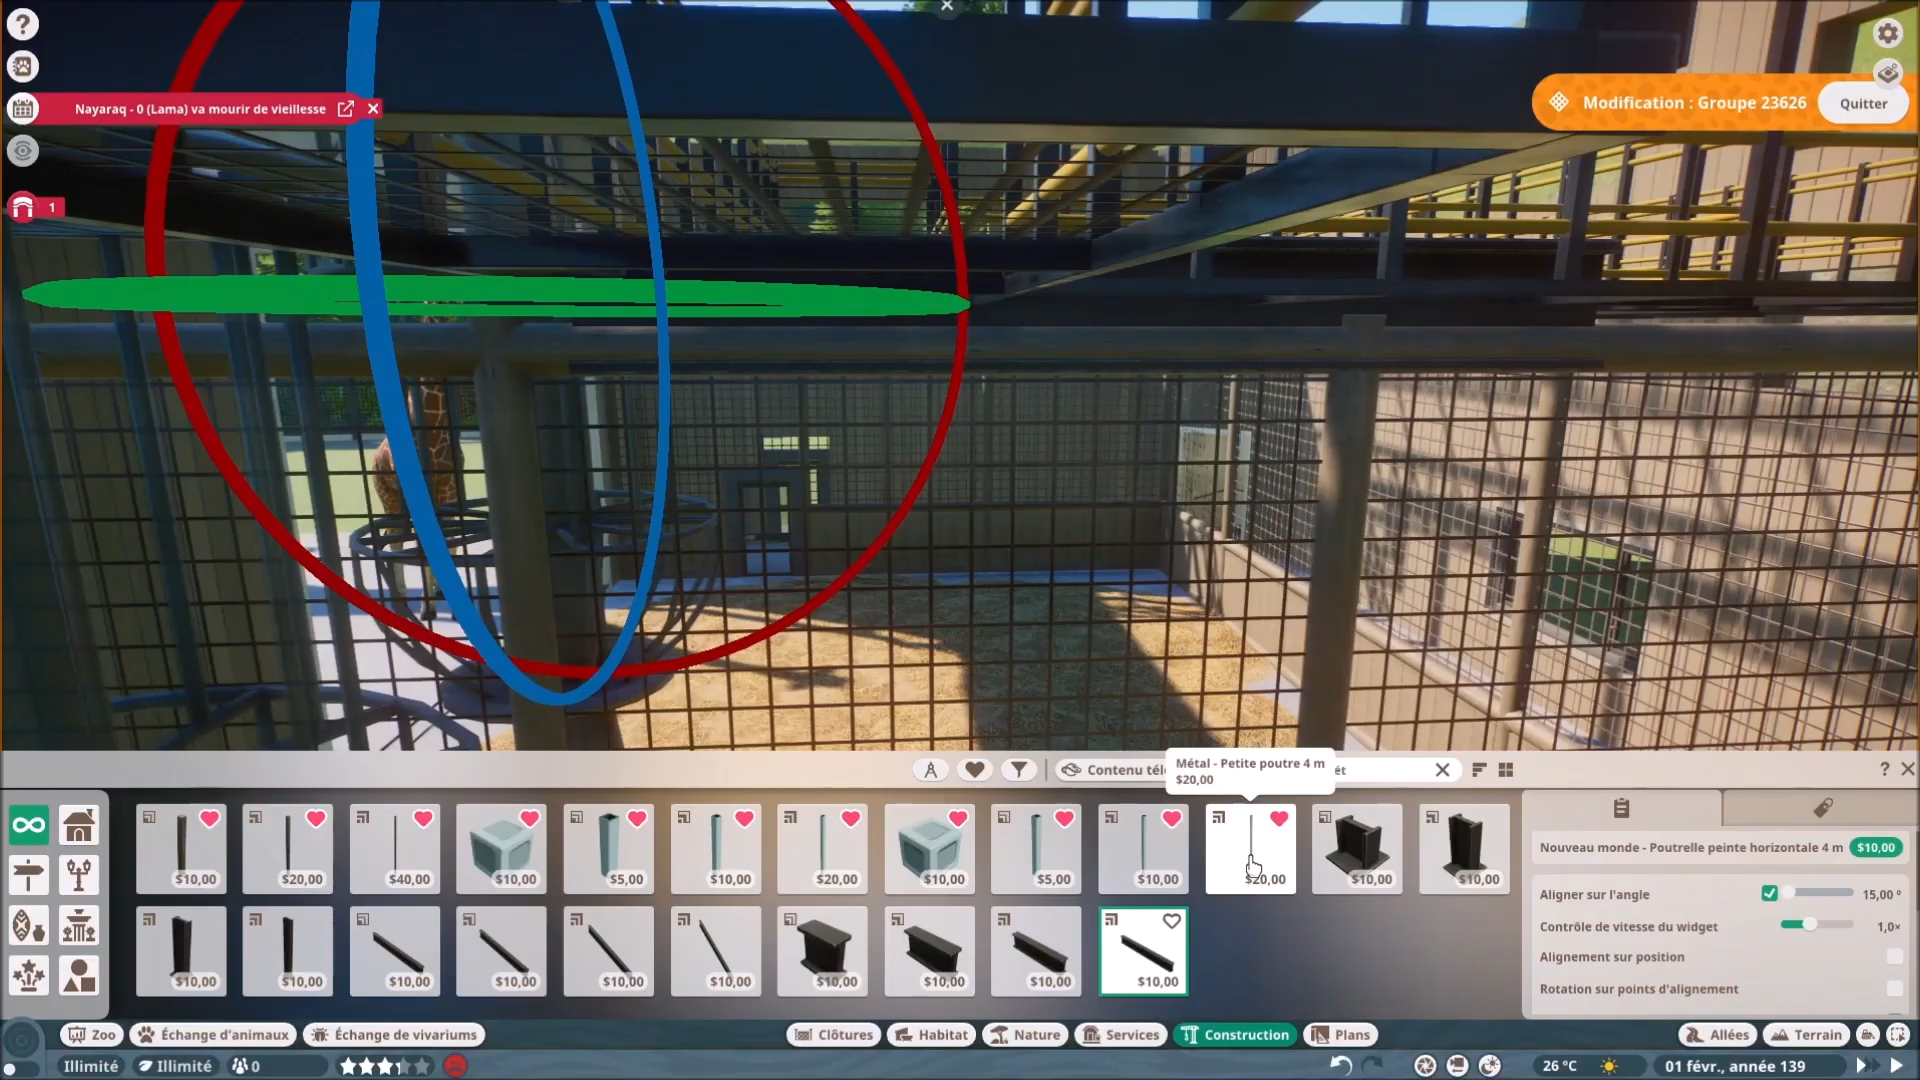 Nayaraq - 0 (Lama) va mourir de vieillesse
1
Modification : Groupe 23626
Quitter
Contenu tél
Métal - Petite poutre 4 m
$20,00
$10,00
$20,00
$40,00
$10,00
$5,00
$10,00
$20,00
$10,00
$5,00
$10,00
$20,00
$10,00
$10,00
$10,00
$10,00
$10,00
$10,00
$10,00
$10,00
$10,00
$10,00
$10,00
$10,00
Nouveau monde - Poutrelle peinte horizontale 4 m
$10,00
Aligner sur l'angle
15,00 °
Contrôle de vitesse du widget
1,0×
Alignement sur position
Rotation sur points d'alignement
Zoo
Échange d'animaux
Échange de vivariums
Clôtures
Habitat
Nature
Services
Construction
Plans
Allées
Terrain
Illimité
Illimité
0
26 °C
01 févr., année 139